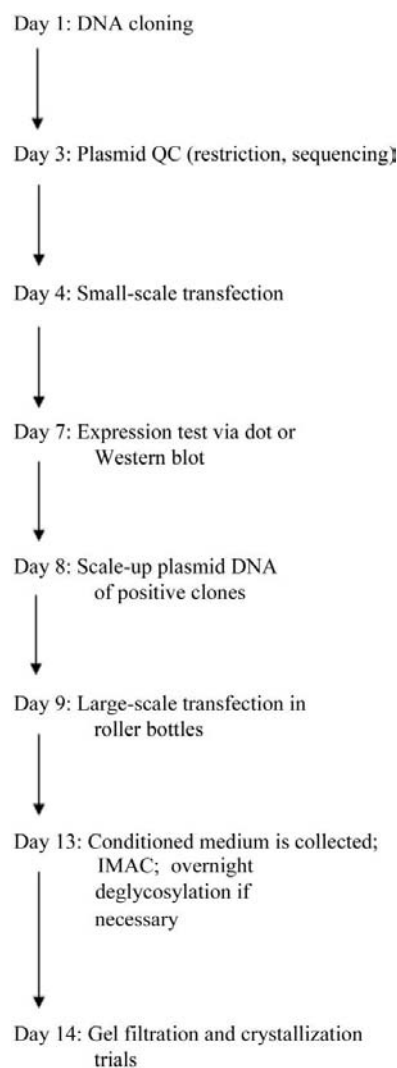 Day 1: DNA cloning
Day 3: Plasmid QC (restriction, sequencing)
Day 4: Small-scale transfection
Day 7: Expression test via dot or
Western blot
Day 8: Scale-up plasmid DNA
of positive clones
Day 9: Large-scale transfection in
roller bottles
Day 13: Conditioned medium is collected;
IMAC; overnight
deglycosylation if
necessary
Day 14: Gel filtration and crystallization
trials